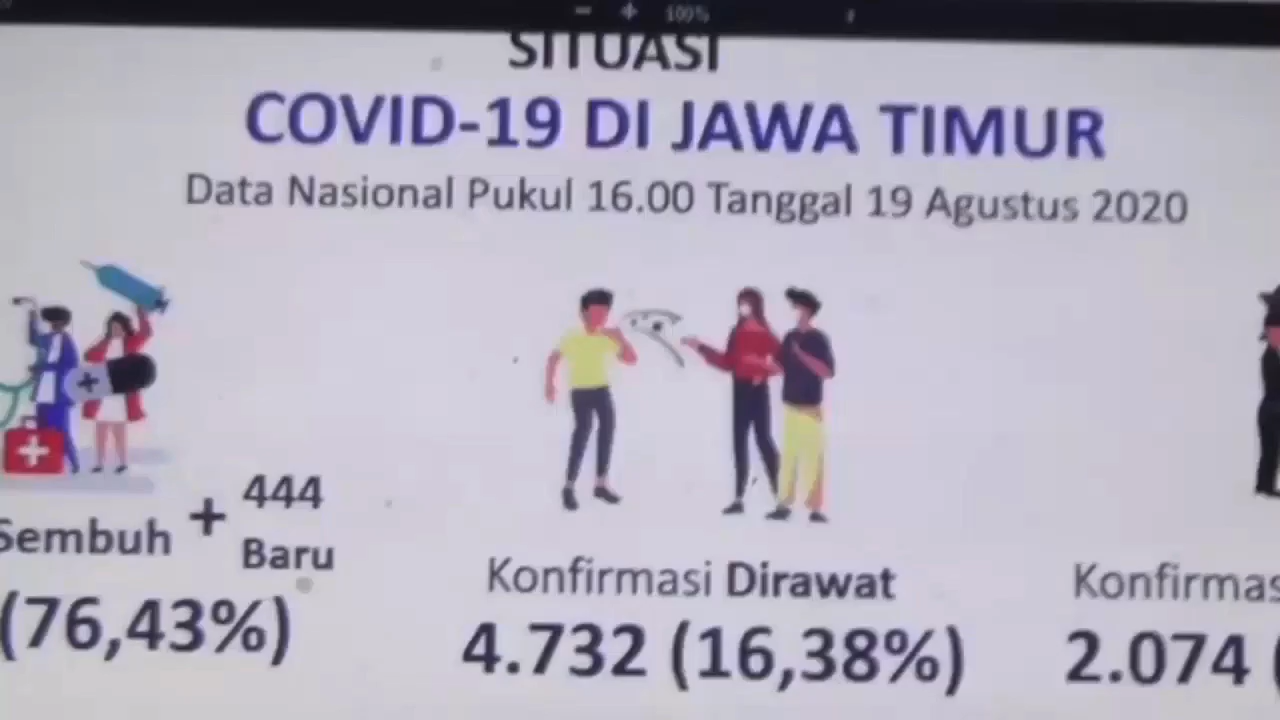 100%
SITUASI
COVID-19 DI JAWA TIMUR
Data Nasional Pukul 16.00 Tanggal 19 Agustus 2020
Sembuh + 444 Baru
(76,43%)
Konfirmasi Dirawat
4.732 (16,38%)
Konfirmas
2.074 (